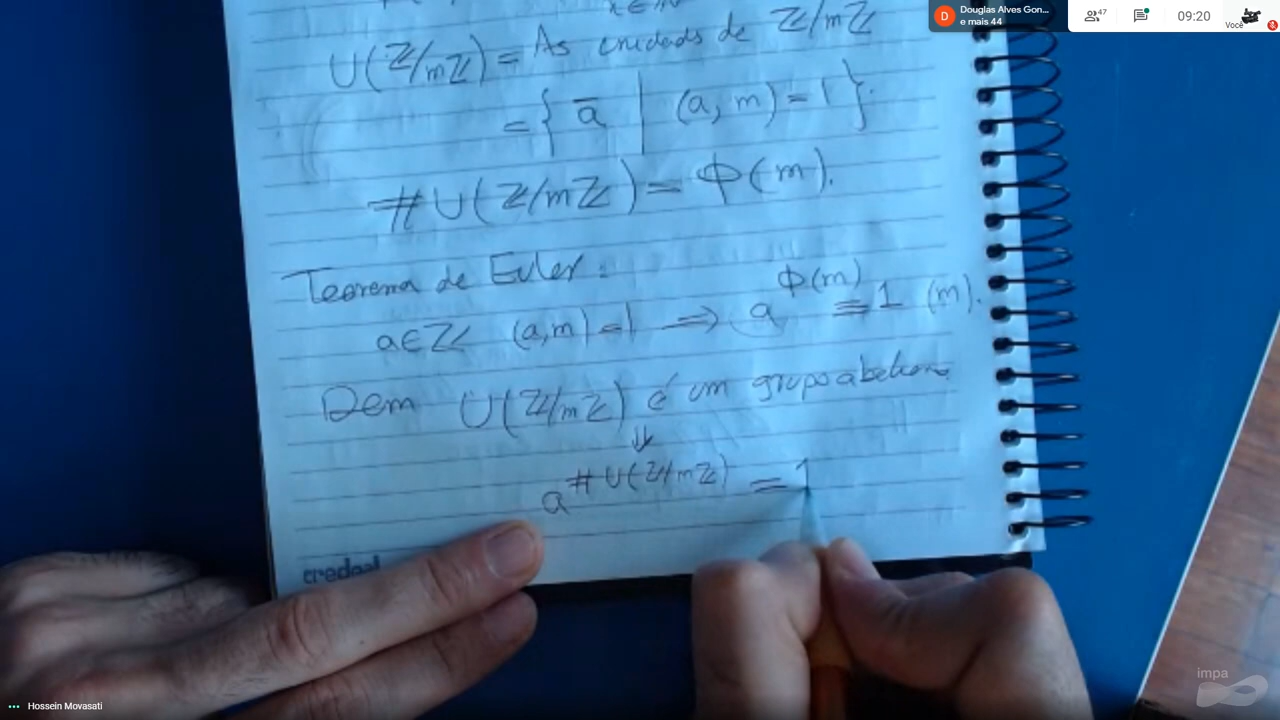 Douglas Alves Gon...
e mais 44
47
09:20
Você
U(ℤ/mℤ) = As unidads de ℤ/mℤ
= { ā | (a, m) = 1 }.
# U(ℤ/mℤ) = Φ(m).
Teorema de Euler:
a∈ℤ (a,m)=1 ⇒ a^Φ(m) ≡ 1 (m).
Dem U(ℤ/mℤ) é um grupo abeliano
⇓
a^#U(ℤ/mℤ) = 1
credeal
impa
Hossein Movasati